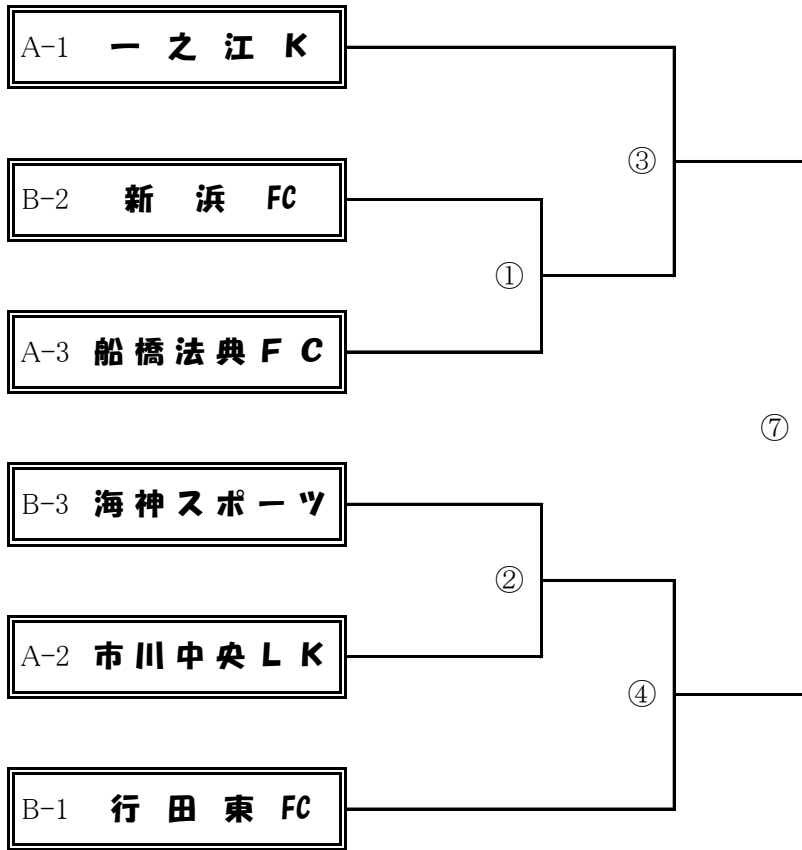 A-1 一之江K
③
B-2 新浜FC
①
A-3 船橋法典FC
⑦
B-3 海神スポーツ
②
A-2 市川中央LK
④
B-1 行田東FC